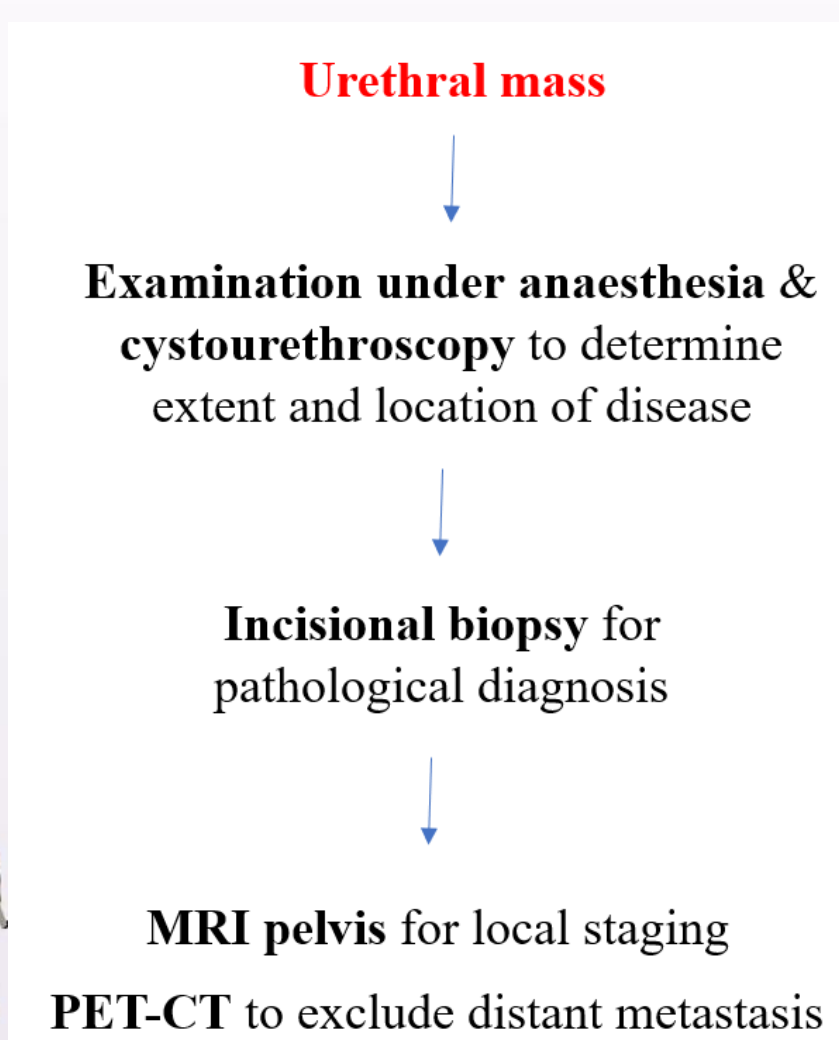 Urethral mass
Examination under anaesthesia &
cystourethroscopy to determine
extent and location of disease
Incisional biopsy for
pathological diagnosis
MRI pelvis for local staging
PET-CT to exclude distant metastasis